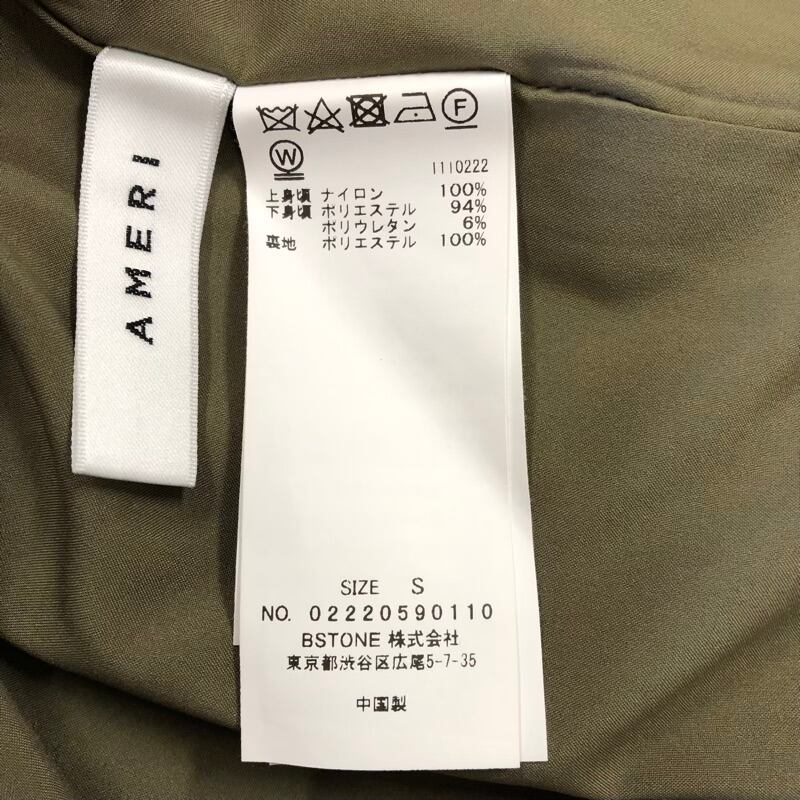 AMERI
F
W
1110222
上身頃 ナイロン 100%
下身頃 ポリエステル 94%
ポリウレタン 6%
裏地 ポリエステル 100%
SIZE S
NO. 02220590110
BSTONE 株式会社
東京都渋谷区広尾5-7-35
中国製